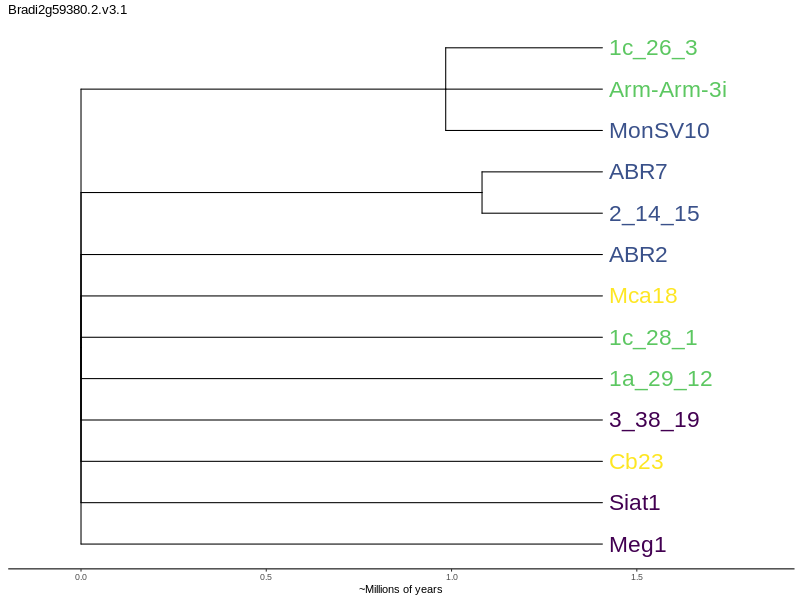 Bradi2g59380.2.v3.1
1c_26_3
Arm-Arm-3i
MonSV10
ABR7
2_14_15
ABR2
Mca18
1c_28_1
1a_29_12
3_38_19
Cb23
Siat1
Meg1
0.0 0.5 1.0 1.5
~Millions of years